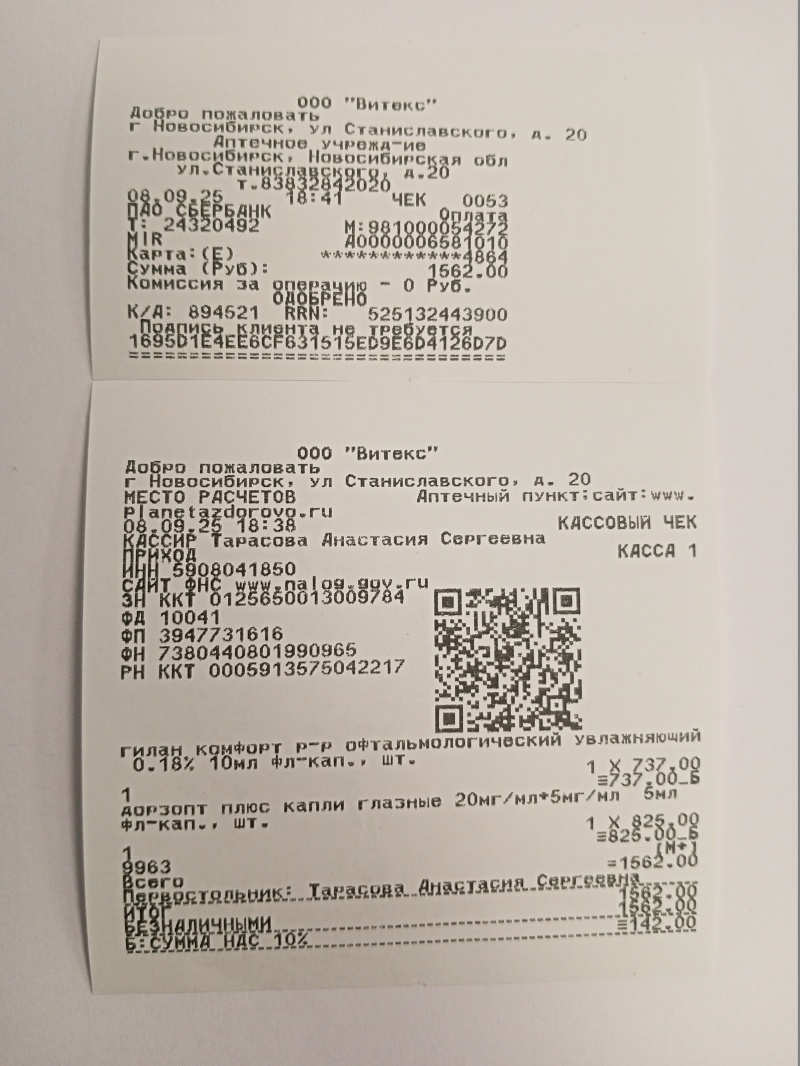 ООО "Витекс"
Добро пожаловать
г Новосибирск, ул Станиславского, д. 20
Аптечное учрежд-ие
г.Новосибирск, Новосибирская обл
ул.Станиславского, д.20
т.83832842020
08.09.25 18:41 ЧЕК 0053
ПАО СБЕРБАНК Оплата
Т: 24320492 М:981000054272
MIR A0000006581010
Карта:(E) ************4864
Сумма (Руб): 1562.00
Комиссия за операцию - 0 Руб.
ОДОБРЕНО
К/А: 894521 RRN: 525132443900
Подпись клиента не требуется
1695D1E4EE6CF631515ED9E6D4126D7D
================================
ООО "Витекс"
Добро пожаловать
г Новосибирск, ул Станиславского, д. 20
МЕСТО РАСЧЕТОВ Аптечный пункт;сайт:www.
planetazdorovo.ru
08.09.25 18:38 КАССОВЫЙ ЧЕК
КАССИР Тарасова Анастасия Сергеевна
ПРИХОД КАССА 1
ИНН 5908041850
САЙТ ФНС www.nalog.gov.ru
ЗН ККТ 0125650013009784
ФД 10041
ФП 3947731616
ФН 7380440801990965
РН ККТ 0005913575042217
гилан комфорт р-р офтальмологический увлажняющий
0.18% 10мл фл-кап., шт.
1 X 737.00
≡737.00_Б
1
дорзопт плюс капли глазные 20мг/мл+5мг/мл 5мл
фл-кап., шт.
1 X 825.00
≡825.00_Б
1
[М+]
9963
Всего =1562.00
Первостольник: Тарасова Анастасия Сергеевна
ИТОГ 1562.00
БЕЗНАЛИЧНЫМИ 1562.00
Б:СУММА НДС 10% ≡142.00